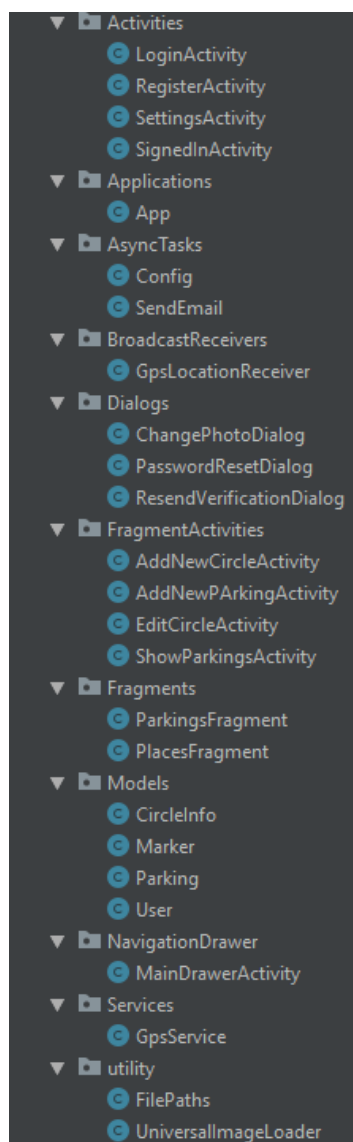 Activities
LoginActivity
RegisterActivity
SettingsActivity
SignedInActivity
Applications
App
AsyncTasks
Config
SendEmail
BroadcastReceivers
GpsLocationReceiver
Dialogs
ChangePhotoDialog
PasswordResetDialog
ResendVerificationDialog
FragmentActivities
AddNewCircleActivity
AddNewPArkingActivity
EditCircleActivity
ShowParkingsActivity
Fragments
ParkingsFragment
PlacesFragment
Models
CircleInfo
Marker
Parking
User
NavigationDrawer
MainDrawerActivity
Services
GpsService
utility
FilePaths
UniversalImageLoader